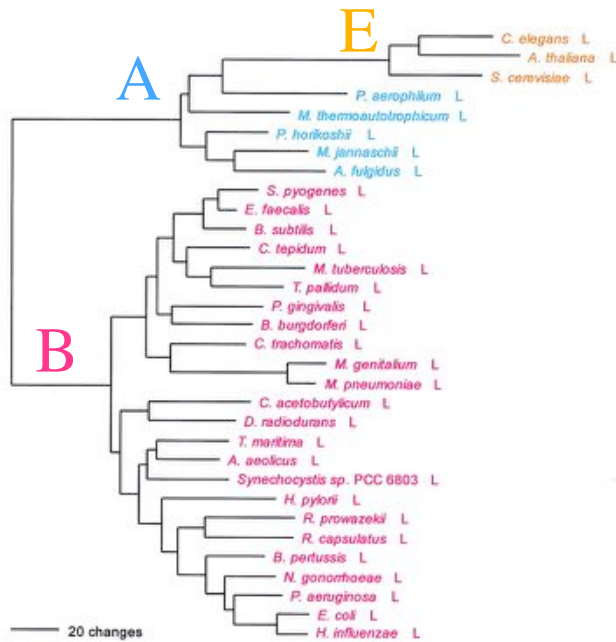 E
C. elegans L
A. thaliana L
S. cerevisiae L
A
P. aerophilum L
M. thermoautotrophicum L
P. horikoshii L
M. jannaschii L
A. fulgidus L
S. pyogenes L
E. faecalis L
B. subtilis L
C. tepidum L
M. tuberculosis L
T. pallidum L
P. gingivalis L
B. burgdorferi L
B
C. trachomatis L
M. genitalium L
M. pneumoniae L
C. acetobutylicum L
D. radiodurans L
T. maritima L
A. aeolicus L
Synechocystis sp. PCC 6803 L
H. pylorii L
R. prowazekii L
R. capsulatus L
B. pertussis L
N. gonorrhoeae L
P. aeruginosa L
E. coli L
H. influenzae L
20 changes